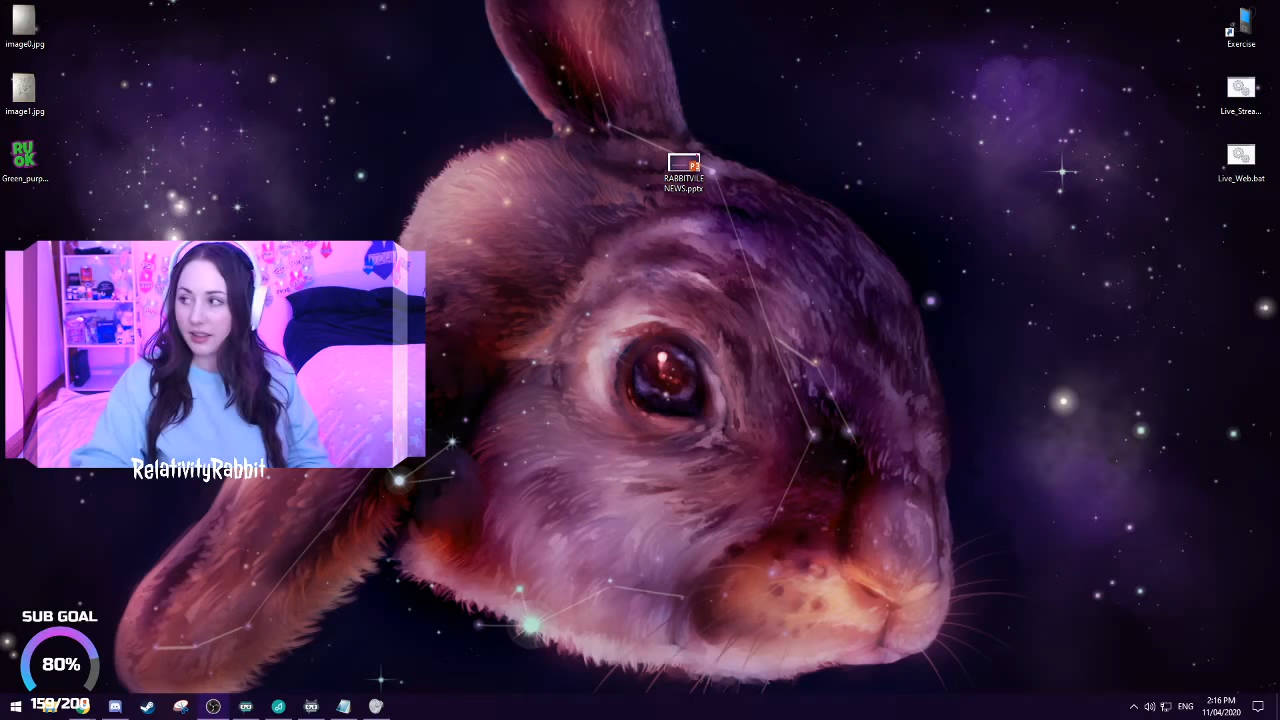 image0.jpg
image1.jpg
RU
OK
Green_purp...
RABBITVILE
NEWS.pptx
Exercise
Live_Strea...
Live_Web.bat
RelativityRabbit
SUB GOAL
80%
159/200
ENG
2:16 PM
11/04/2020